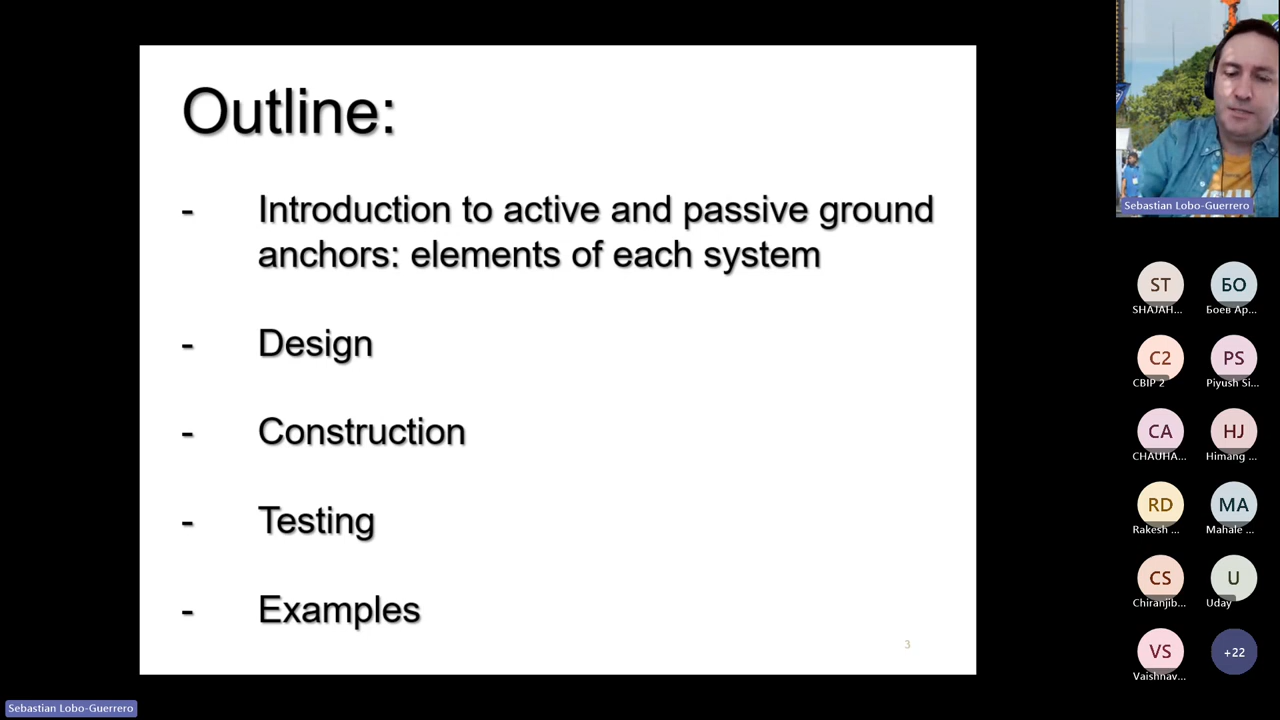 Outline:
- Introduction to active and passive ground
anchors: elements of each system
- Design
- Construction
- Testing
- Examples
3
Sebastian Lobo-Guerrero
ST
SHAJAH...
БО
Боев Ар...
C2
CBIP 2
PS
Piyush Si...
CA
CHAUHA...
HJ
Himang ...
RD
Rakesh ...
MA
Mahale ...
CS
Chiranjib...
U
Uday
VS
Vaishnav...
+22
Sebastian Lobo-Guerrero